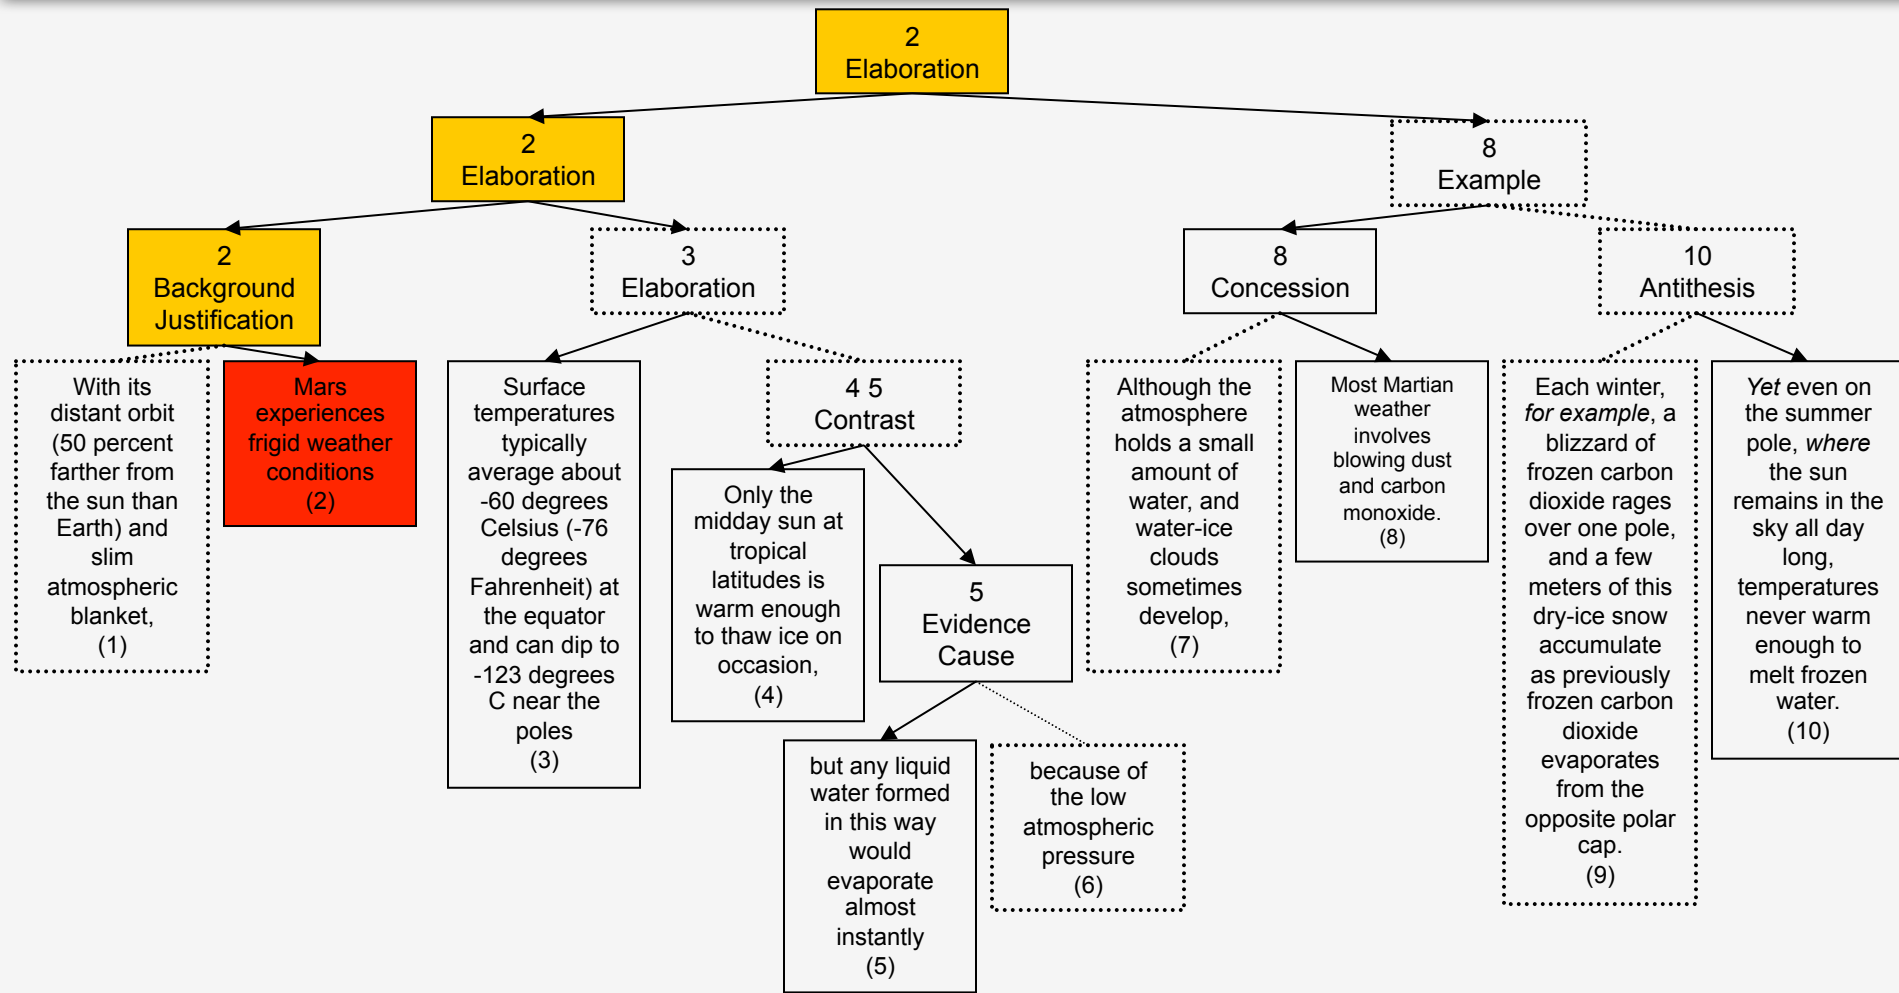 2
Elaboration
2
Elaboration
8
Example
2
Background
Justification
3
Elaboration
8
Concession
10
Antithesis
With its
distant orbit
(50 percent
farther from
the sun than
Earth) and
slim
atmospheric
blanket,
(1)
Mars
experiences
frigid weather
conditions
(2)
Surface
temperatures
typically
average about
-60 degrees
Celsius (-76
degrees
Fahrenheit) at
the equator
and can dip to
-123 degrees
C near the
poles
(3)
4 5
Contrast
Only the
midday sun at
tropical
latitudes is
warm enough
to thaw ice on
occasion,
(4)
5
Evidence
Cause
but any liquid
water formed
in this way
would
evaporate
almost
instantly
(5)
because of
the low
atmospheric
pressure
(6)
Although the
atmosphere
holds a small
amount of
water, and
water-ice
clouds
sometimes
develop,
(7)
Most Martian
weather
involves
blowing dust
and carbon
monoxide.
(8)
Each winter,
for example, a
blizzard of
frozen carbon
dioxide rages
over one pole,
and a few
meters of this
dry-ice snow
accumulate
as previously
frozen carbon
dioxide
evaporates
from the
opposite polar
cap.
(9)
Yet even on
the summer
pole, where
the sun
remains in the
sky all day
long,
temperatures
never warm
enough to
melt frozen
water.
(10)